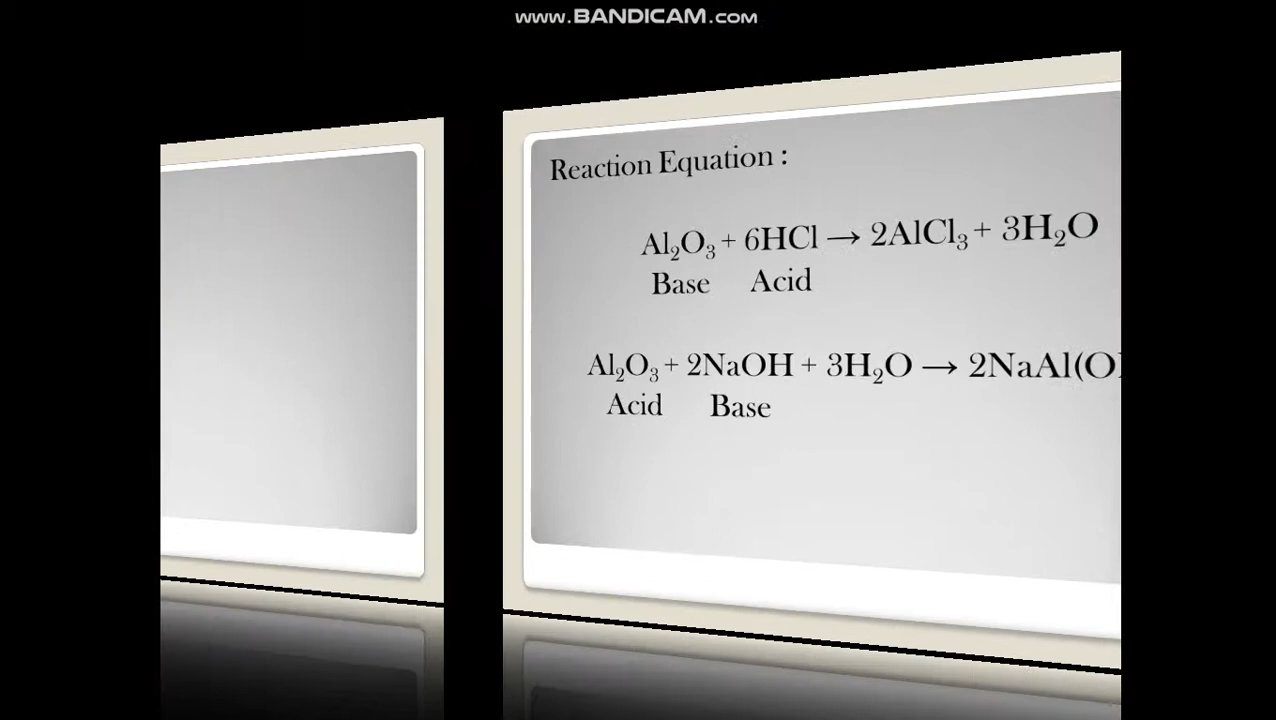 www.BANDICAM.com
Reaction Equation :
Al₂O₃ + 6HCl → 2AlCl₃ + 3H₂O
Base Acid
Al₂O₃ + 2NaOH + 3H₂O → 2NaAl(O
Acid Base